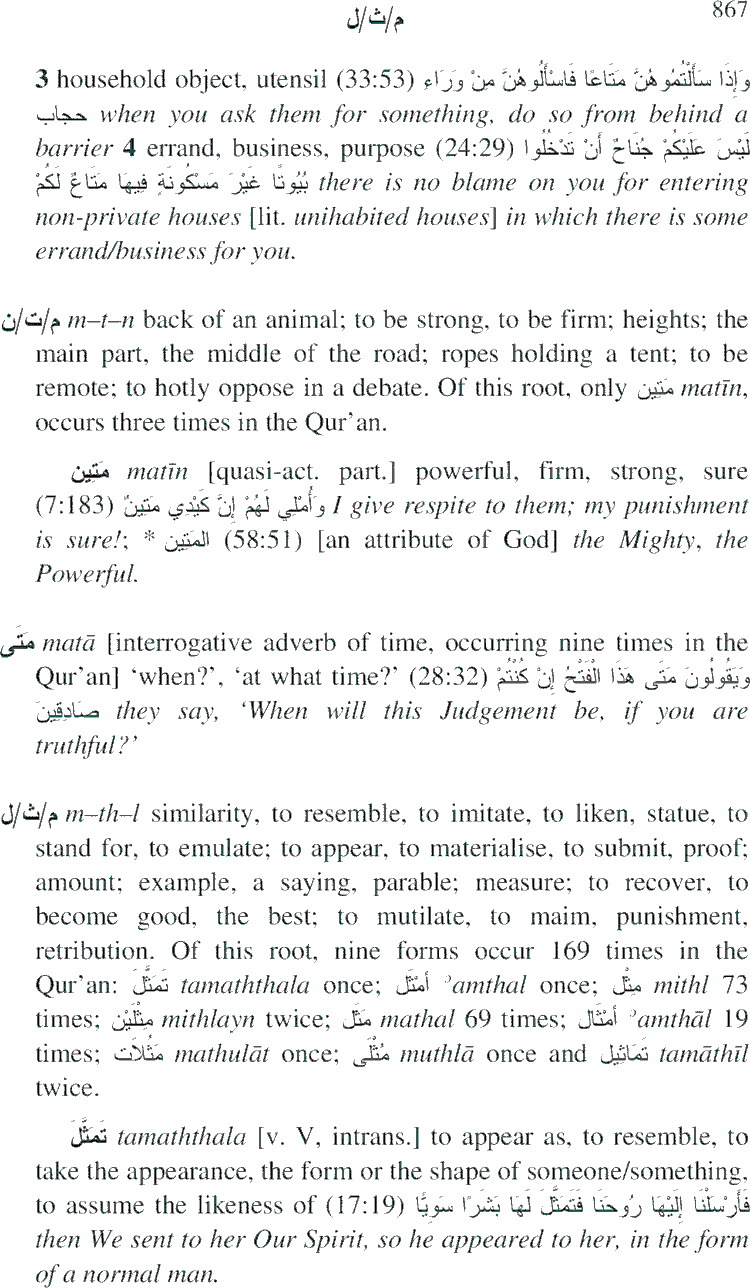 م/ث/ل 867
3 household object, utensil (33:53) وَإِذَا سَأَلْتُمُوهُنَّ مَتَاعًا فَاسْأَلُوهُنَّ مِنْ وَرَاءِ
حجاب when you ask them for something, do so from behind a
barrier 4 errand, business, purpose (24:29) لَيْسَ عَلَيْكُمْ جُنَاحٌ أَنْ تَدْخُلُوا
بُيُوتًا غَيْرَ مَسْكُونَةٍ فِيهَا مَتَاعٌ لَكُمْ there is no blame on you for entering
non-private houses [lit. unihabited houses] in which there is some
errand/business for you.
م/ت/ن m–t–n back of an animal; to be strong, to be firm; heights; the
main part, the middle of the road; ropes holding a tent; to be
remote; to hotly oppose in a debate. Of this root, only مَتِين matīn,
occurs three times in the Qur’an.
مَتِين matīn [quasi-act. part.] powerful, firm, strong, sure
(7:183) وَأُمْلِي لَهُمْ إِنَّ كَيْدِي مَتِينٌ I give respite to them; my punishment
is sure!; * المَتِين (58:51) [an attribute of God] the Mighty, the
Powerful.
مَتَى matā [interrogative adverb of time, occurring nine times in the
Qur’an] ‘when?’, ‘at what time?’ (28:32) وَيَقُولُونَ مَتَى هَذَا الْفَتْحُ إِنْ كُنْتُمْ
صَادِقِينَ they say, ‘When will this Judgement be, if you are
truthful?’
م/ث/ل m–th–l similarity, to resemble, to imitate, to liken, statue, to
stand for, to emulate; to appear, to materialise, to submit, proof;
amount; example, a saying, parable; measure; to recover, to
become good, the best; to mutilate, to maim, punishment,
retribution. Of this root, nine forms occur 169 times in the
Qur’an: تَمَثَّلَ tamaththala once; أَمْثَل ʾamthal once; مِثْل mithl 73
times; مِثْلَيْن mithlayn twice; مَثَل mathal 69 times; أَمْثَال ʾamthāl 19
times; مَثُلَات mathulāt once; مُثْلَى muthlā once and تَمَاثِيل tamāthīl
twice.
تَمَثَّلَ tamaththala [v. V, intrans.] to appear as, to resemble, to
take the appearance, the form or the shape of someone/something,
to assume the likeness of (17:19) فَأَرْسَلْنَا إِلَيْهَا رُوحَنَا فَتَمَثَّلَ لَهَا بَشَرًا سَوِيًّا
then We sent to her Our Spirit, so he appeared to her, in the form
of a normal man.